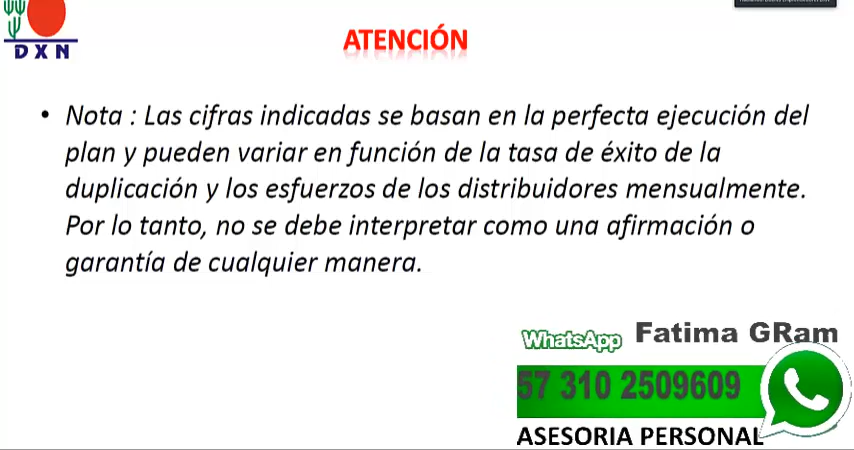 DXN
ATENCIÓN
• Nota : Las cifras indicadas se basan en la perfecta ejecución del
plan y pueden variar en función de la tasa de éxito de la
duplicación y los esfuerzos de los distribuidores mensualmente.
Por lo tanto, no se debe interpretar como una afirmación o
garantía de cualquier manera.
WhatsApp Fatima GRam
57 310 2509609
ASESORIA PERSONAL